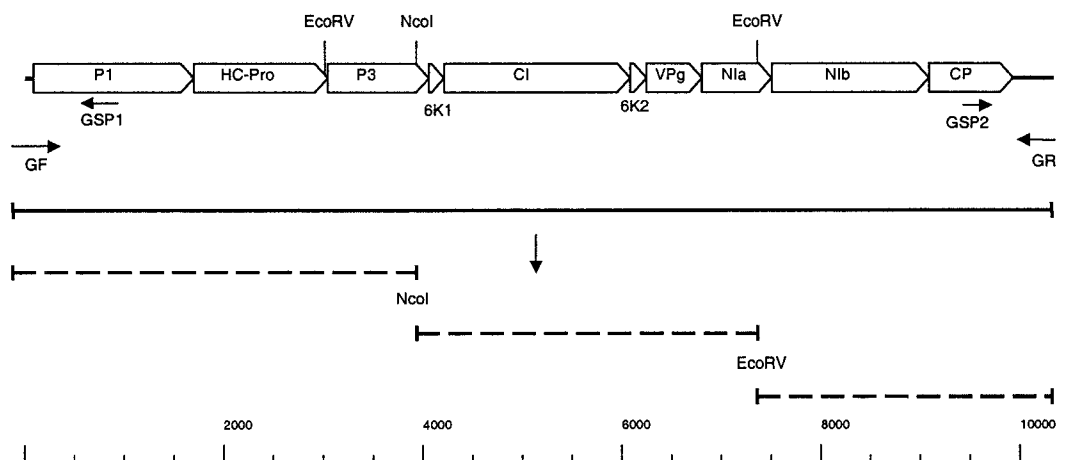 EcoRV NcoI EcoRV
P1 HC-Pro P3 CI VPg NIa NIb CP
6K1 6K2
GSP1 GSP2
GF GR
NcoI
EcoRV
2000 4000 6000 8000 10000